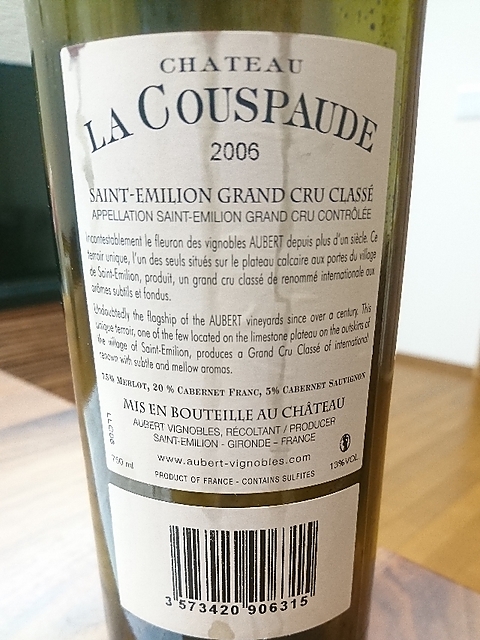 CHATEAU
LA COUSPAUDE
2006
SAINT-EMILION GRAND CRU CLASSÉ
APPELLATION SAINT-EMILION GRAND CRU CONTRÔLÉE
Incontestablement le fleuron des vignobles AUBERT depuis plus d'un siècle. Ce
terroir unique, l'un des seuls situés sur le plateau calcaire aux portes du village
de Saint-Emilion, produit, un grand cru classé de renommé internationale aux
arômes subtils et fondus.
Undoubtedly the flagship of the AUBERT vineyards since over a century. This
unique terroir, one of the few located on the limestone plateau on the outskirts of
the village of Saint-Emilion, produces a Grand Cru Classé of international
renown with subtle and mellow aromas.
75% MERLOT, 20 % CABERNET FRANC, 5% CABERNET SAUVIGNON
MIS EN BOUTEILLE AU CHÂTEAU
AUBERT VIGNOBLES, RÉCOLTANT / PRODUCER
SAINT-EMILION - GIRONDE - FRANCE
www.aubert-vignobles.com
750 ml
13%VOL
PRODUCT OF FRANCE - CONTAINS SULFITES
3 573420 906315